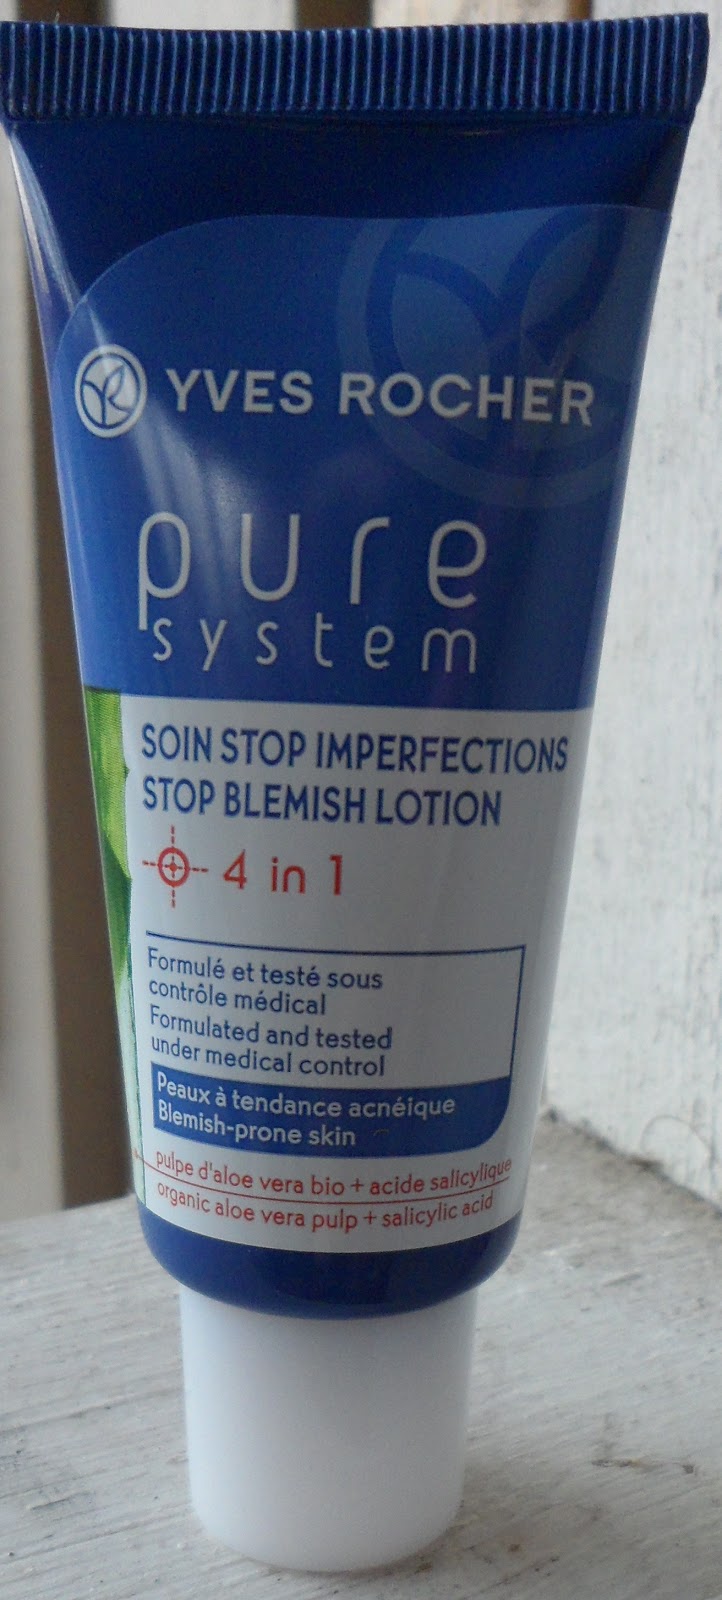 YVES ROCHER
pure
system
SOIN STOP IMPERFECTIONS
STOP BLEMISH LOTION
4 in 1
Formulé et testé sous
contrôle médical
Formulated and tested
under medical control
Peaux à tendance acnéique
Blemish-prone skin
pulpe d'aloe vera bio + acide salicylique
organic aloe vera pulp + salicylic acid